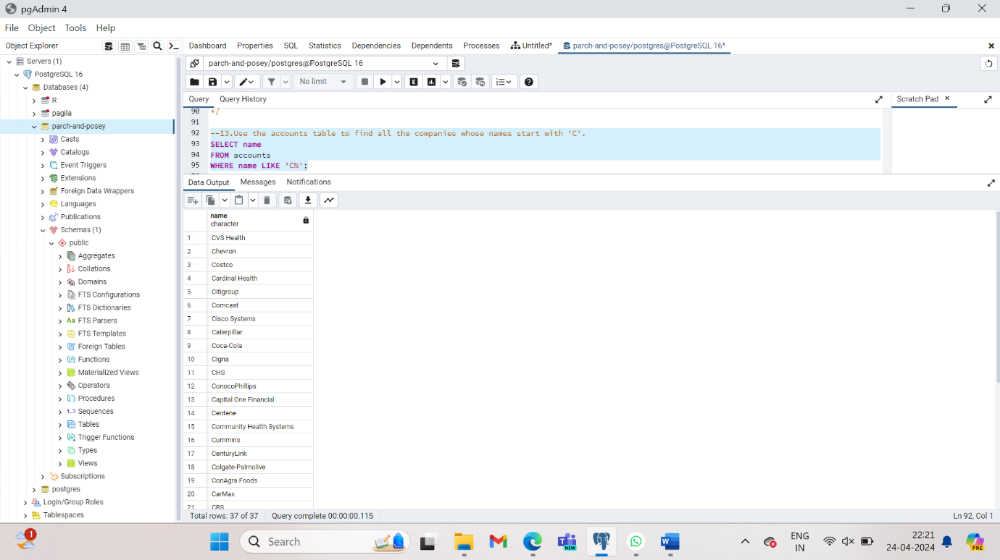 pgAdmin 4
File Object Tools Help
Object Explorer
Dashboard Properties SQL Statistics Dependencies Dependents Processes Untitled* parch-and-posey/postgres@PostgreSQL 16*
Servers (1)
PostgreSQL 16
Databases (4)
R
pagila
parch-and-posey
Casts
Catalogs
Event Triggers
Extensions
Foreign Data Wrappers
Languages
Publications
Schemas (1)
public
Aggregates
Collations
Domains
FTS Configurations
FTS Dictionaries
Aa FTS Parsers
FTS Templates
Foreign Tables
Functions
Materialized Views
Operators
Procedures
1..3 Sequences
Tables
Trigger Functions
Types
Views
Subscriptions
postgres
Login/Group Roles
Tablespaces
parch-and-posey/postgres@PostgreSQL 16
No limit
E
Query Query History
Scratch Pad
90 */
91
92 --13.Use the accounts table to find all the companies whose names start with 'C'.
93 SELECT name
94 FROM accounts
95 WHERE name LIKE 'C%';
Data Output Messages Notifications
name
character
1 CVS Health
2 Chevron
3 Costco
4 Cardinal Health
5 Citigroup
6 Comcast
7 Cisco Systems
8 Caterpillar
9 Coca-Cola
10 Cigna
11 CHS
12 ConocoPhillips
13 Capital One Financial
14 Centene
15 Community Health Systems
16 Cummins
17 CenturyLink
18 Colgate-Palmolive
19 ConAgra Foods
20 CarMax
21 CBS
Total rows: 37 of 37 Query complete 00:00:00.115
Ln 92, Col 1
1
Search
NEW
W
ENG
IN
22:21
24-04-2024
PRE